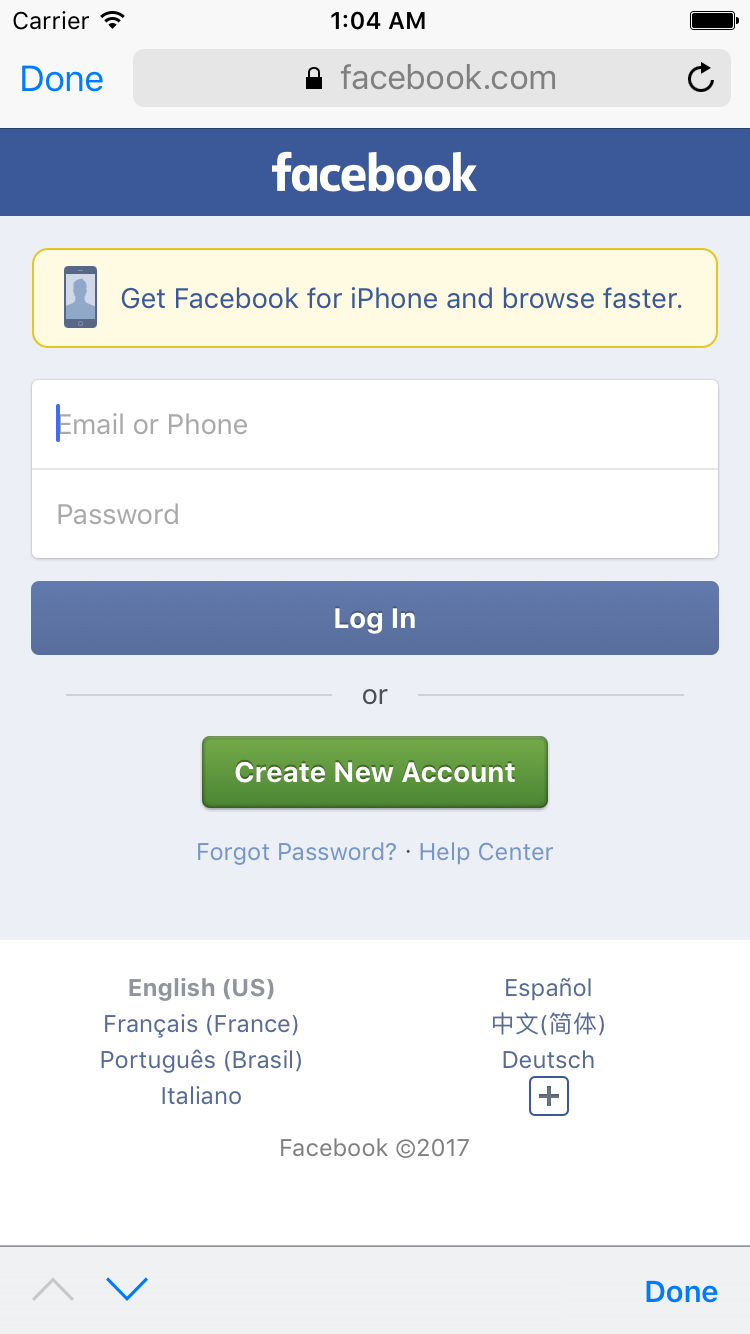 Carrier 1:04 AM
Done facebook.com
facebook
Get Facebook for iPhone and browse faster.
Email or Phone
Password
Log In
or
Create New Account
Forgot Password? · Help Center
English (US) Español
Français (France) 中文(简体)
Português (Brasil) Deutsch
Italiano
Facebook ©2017
Done